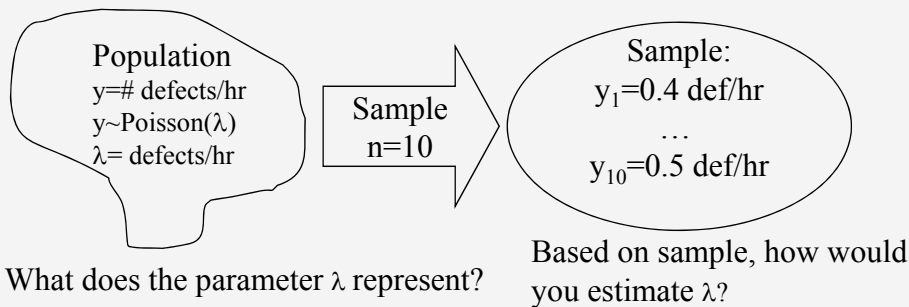 Population
y=# defects/hr
y~Poisson(λ)
λ= defects/hr
Sample
n=10
Sample:
y₁=0.4 def/hr
…
y₁₀=0.5 def/hr
What does the parameter λ represent?
Based on sample, how would
you estimate λ?